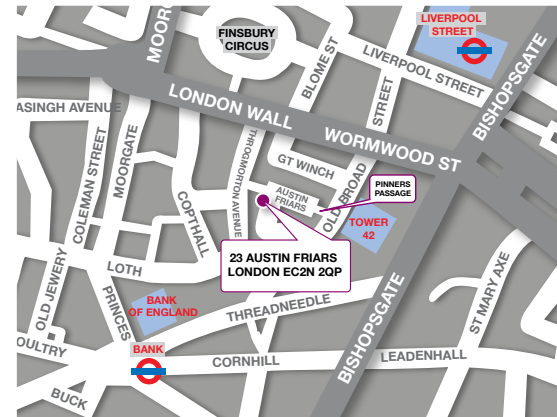 LIVERPOOL
STREET
MOOR
FINSBURY
CIRCUS
BLOME ST
LIVERPOOL STREET
BISHOPSGATE
ASINGH AVENUE
LONDON WALL
WORMWOOD ST
STREET
OLD BROAD
COLEMAN STREET
MOORGATE
THROGMORTON AVENUE
GT WINCH
AUSTIN
FRIARS
PINNERS
PASSAGE
COPTHALL
TOWER
42
23 AUSTIN FRIARS
LONDON EC2N 2QP
LOTH
OLD JEWERY
PRINCES
BANK
OF ENGLAND
THREADNEEDLE
BISHOPSGATE
ST MARY AXE
OULTRY
BANK
CORNHILL
LEADENHALL
BUCK